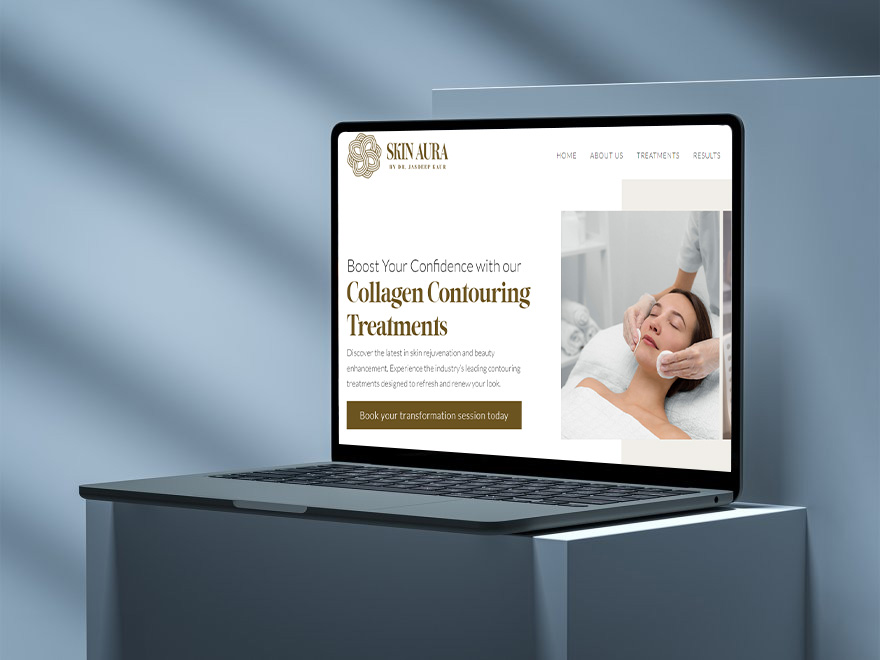 SKIN AURA
BY DR. JASDEEP KAUR
HOME ABOUT US TREATMENTS RESULTS
Boost Your Confidence with our
Collagen Contouring
Treatments
Discover the latest in skin rejuvenation and beauty
enhancement. Experience the industry's leading contouring
treatments designed to refresh and renew your look.
Book your transformation session today